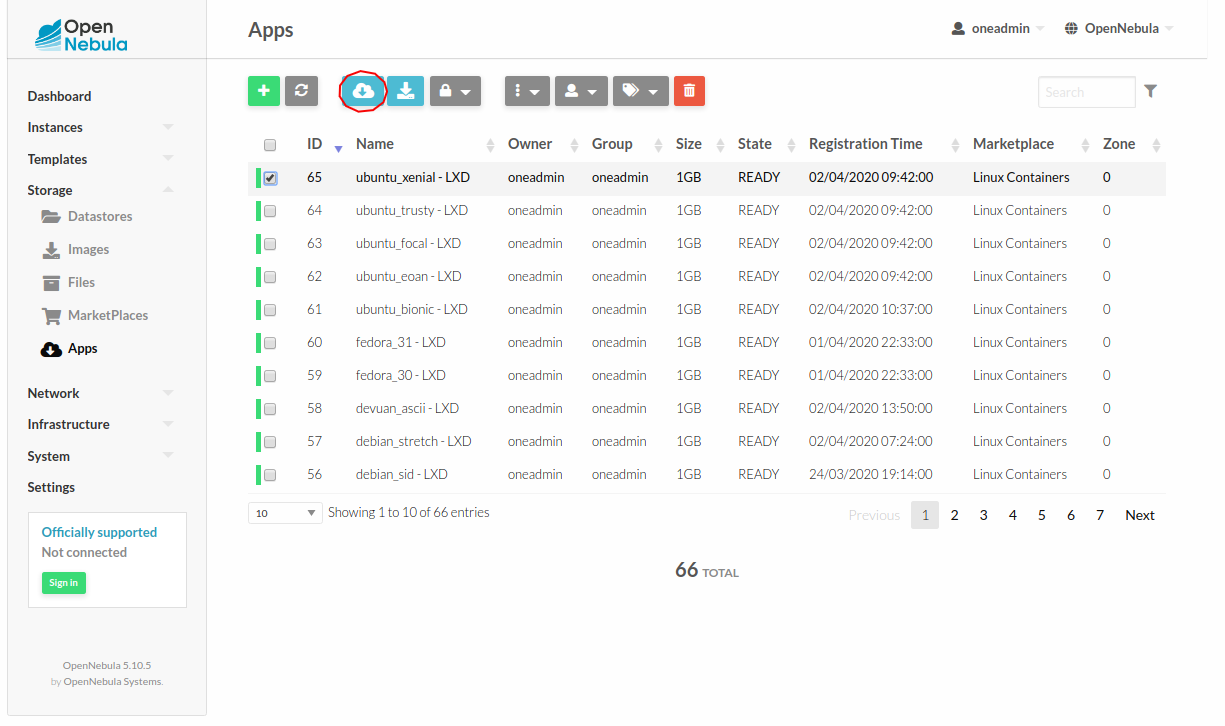 Open
Nebula
Apps
oneadmin
OpenNebula
Dashboard
Instances
Templates
Storage
Datastores
Images
Files
MarketPlaces
Apps
Network
Infrastructure
System
Settings
Officially supported
Not connected
Sign in
OpenNebula 5.10.5
by OpenNebula Systems.
Search
ID Name Owner Group Size State Registration Time Marketplace Zone
65 ubuntu_xenial - LXD oneadmin oneadmin 1GB READY 02/04/2020 09:42:00 Linux Containers 0
64 ubuntu_trusty - LXD oneadmin oneadmin 1GB READY 02/04/2020 09:42:00 Linux Containers 0
63 ubuntu_focal - LXD oneadmin oneadmin 1GB READY 02/04/2020 09:42:00 Linux Containers 0
62 ubuntu_eoan - LXD oneadmin oneadmin 1GB READY 02/04/2020 09:42:00 Linux Containers 0
61 ubuntu_bionic - LXD oneadmin oneadmin 1GB READY 02/04/2020 10:37:00 Linux Containers 0
60 fedora_31 - LXD oneadmin oneadmin 1GB READY 01/04/2020 22:33:00 Linux Containers 0
59 fedora_30 - LXD oneadmin oneadmin 1GB READY 01/04/2020 22:33:00 Linux Containers 0
58 devuan_ascii - LXD oneadmin oneadmin 1GB READY 02/04/2020 13:50:00 Linux Containers 0
57 debian_stretch - LXD oneadmin oneadmin 1GB READY 02/04/2020 07:24:00 Linux Containers 0
56 debian_sid - LXD oneadmin oneadmin 1GB READY 24/03/2020 19:14:00 Linux Containers 0
10 Showing 1 to 10 of 66 entries
Previous 1 2 3 4 5 6 7 Next
66 TOTAL